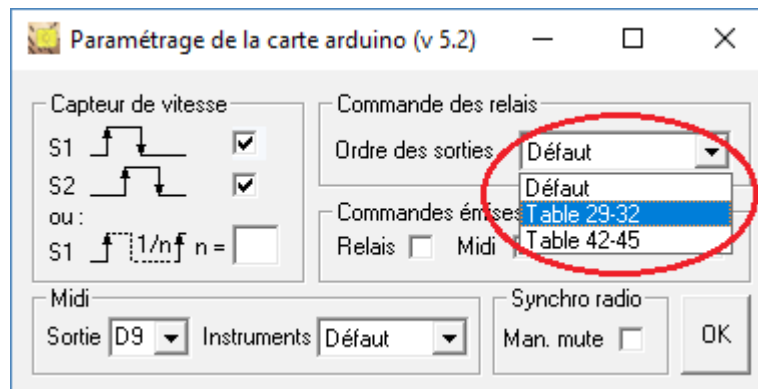 Paramétrage de la carte arduino (v 5.2)
Capteur de vitesse
S1
S2
ou :
S1 1/n n =
Commande des relais
Ordre des sorties Défaut
Défaut
Table 29-32
Table 42-45
Commandes émises
Relais Midi
Midi
Sortie D9 Instruments Défaut
Synchro radio
Man. mute
OK